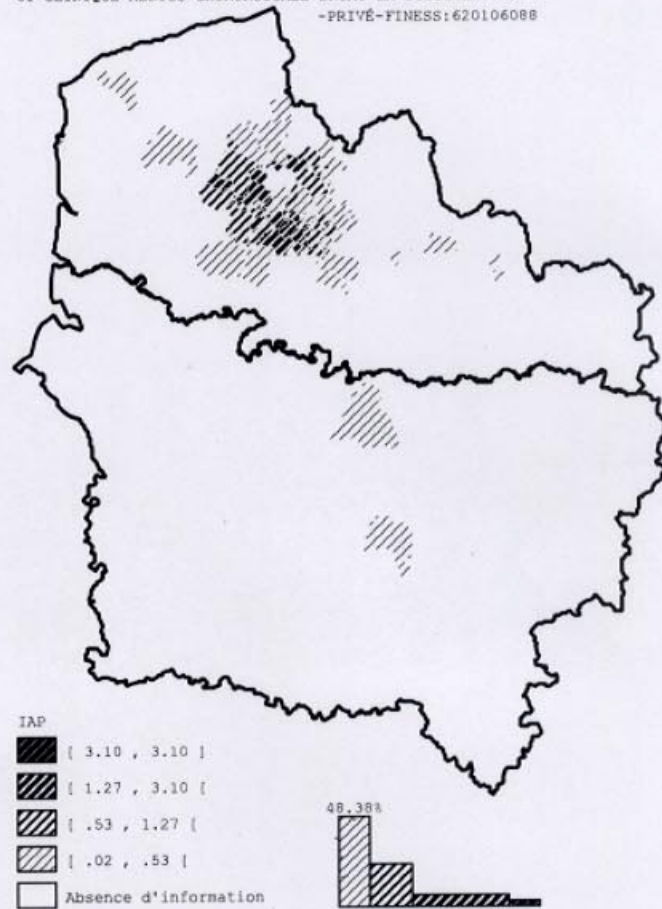 -PRIVÉ-FINESS:620106088
IAP
[ 3.10 , 3.10 ]
[ 1.27 , 3.10 [
[ .53 , 1.27 [
[ .02 , .53 [
Absence d'information
48.38%